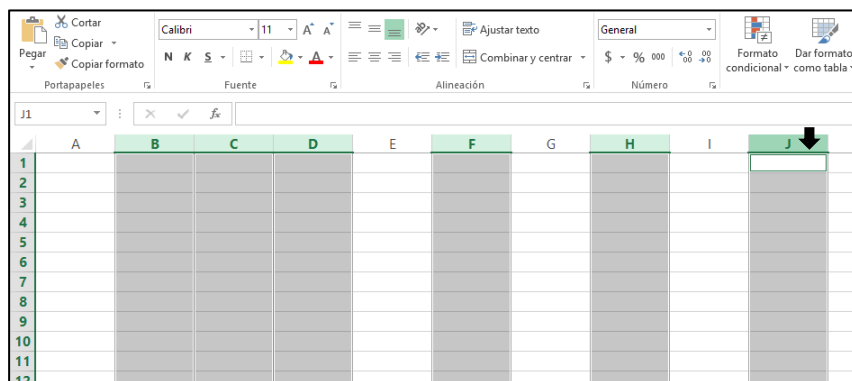 Cortar
Copiar
Copiar formato
Pegar
Portapapeles
Calibri 11 A A
N K S A
Fuente
Ajustar texto
Combinar y centrar
Alineación
General
$ % 000
Número
Formato condicional
Dar formato como tabla
J1 fx
A B C D E F G H I J
1
2
3
4
5
6
7
8
9
10
11
12